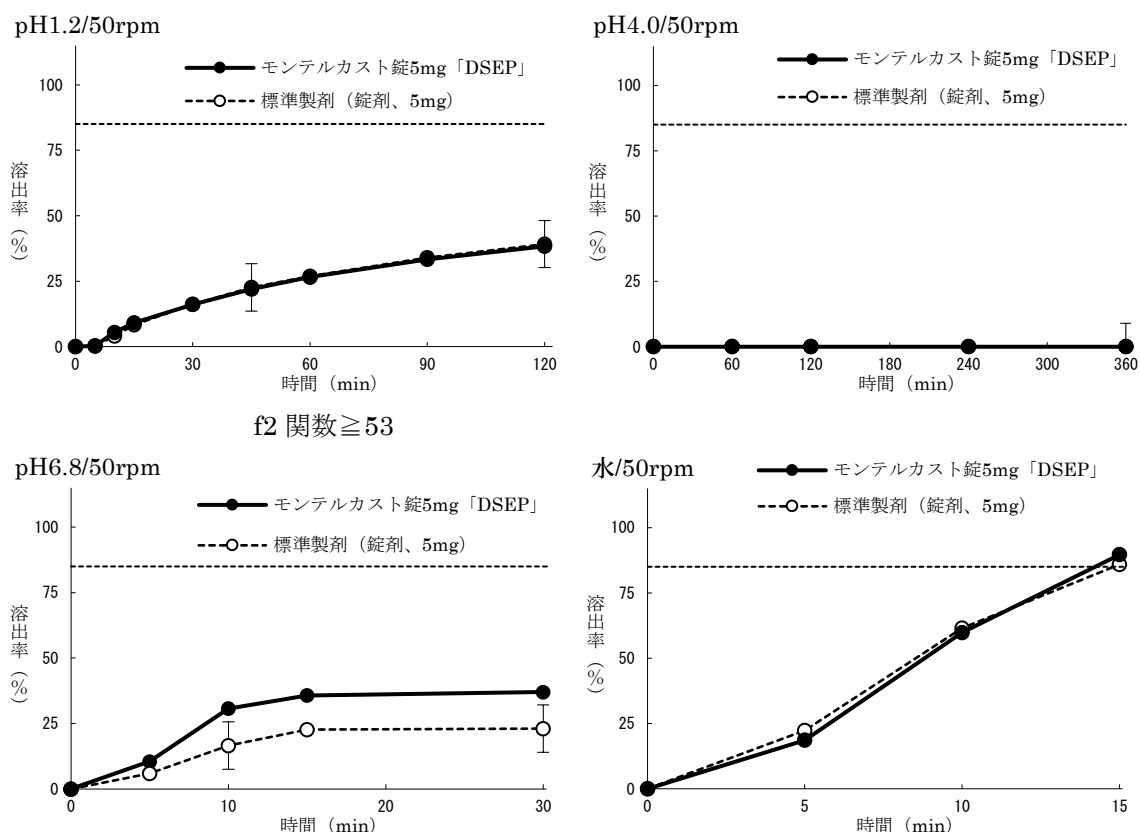 pH1.2/50rpm
モンテルカスト錠5mg「DSEP」
標準製剤（錠剤、5mg）
溶出率（%）
100
75
50
25
0
0 30 60 90 120
時間（min）
pH4.0/50rpm
モンテルカスト錠5mg「DSEP」
標準製剤（錠剤、5mg）
溶出率（%）
100
75
50
25
0
0 60 120 180 240 300 360
時間（min）
f2 関数≧53
pH6.8/50rpm
モンテルカスト錠5mg「DSEP」
標準製剤（錠剤、5mg）
溶出率（%）
100
75
50
25
0
0 10 20 30
時間（min）
水/50rpm
モンテルカスト錠5mg「DSEP」
標準製剤（錠剤、5mg）
溶出率（%）
100
75
50
25
0
0 5 10 15
時間（min）